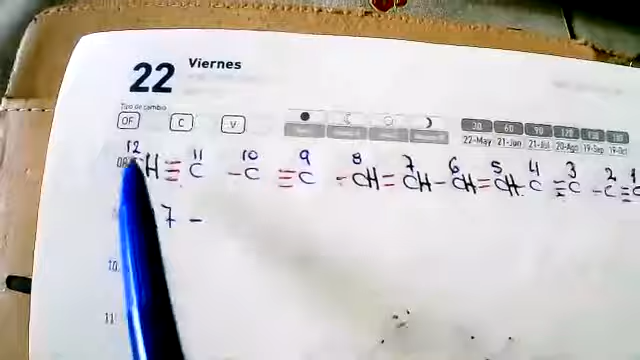 22 Viernes
Tipo de cambio
OF C V
30 60 90 120 150 180
22-May 21-Jun 21-Jul 20-Ago 19-Sep 19-Oct
12 11 10 9 8 7 6 5 4 3 2 1
H ≡ C - C ≡ C - CH = CH - CH = CH - C ≡ C - C ≡ C
7 -
10
11